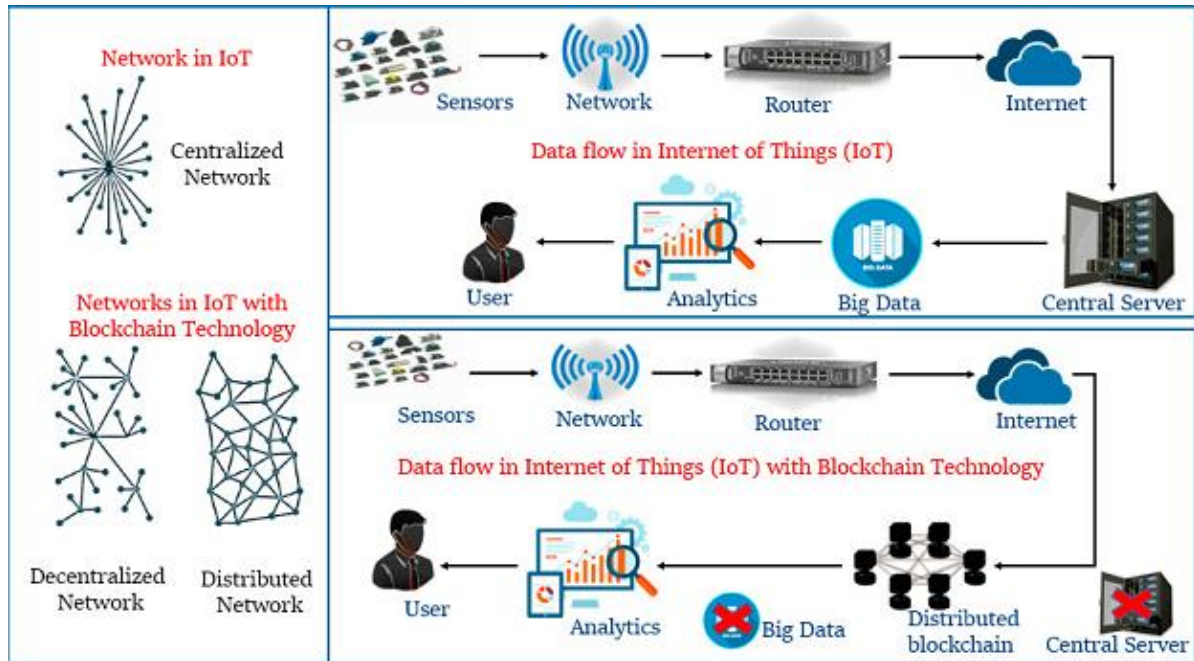 Network in IoT
Centralized
Network
Networks in IoT with
Blockchain Technology
Decentralized
Network
Distributed
Network
Sensors
Network
Router
Internet
Data flow in Internet of Things (IoT)
User
Analytics
BIG DATA
Big Data
Central Server
Sensors
Network
Router
Internet
Data flow in Internet of Things (IoT) with Blockchain Technology
User
Analytics
Big Data
Distributed
blockchain
Central Server